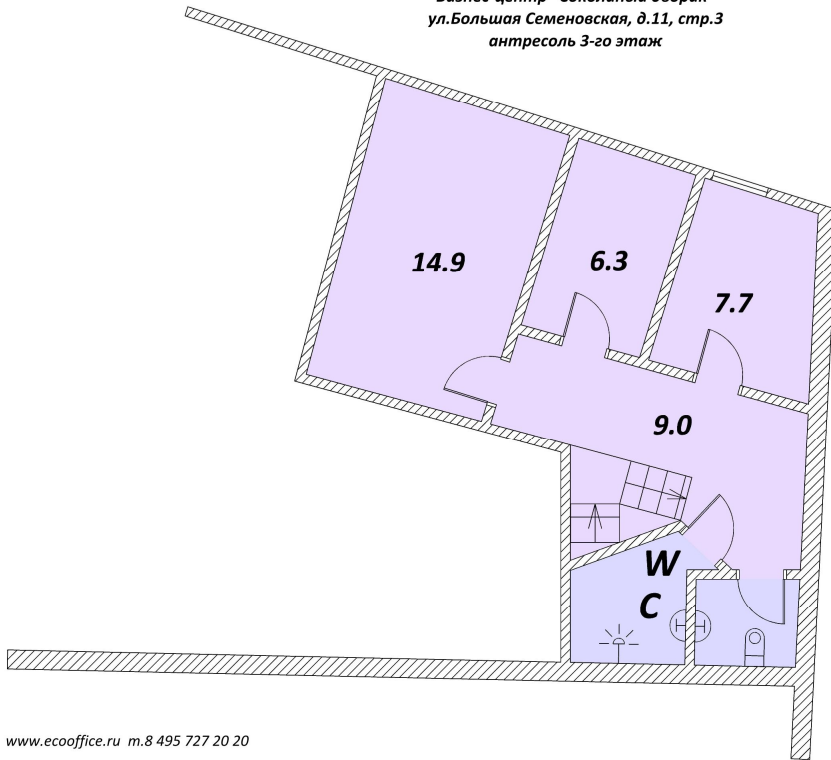 ул.Большая Семеновская, д.11, стр.3
антресоль 3-го этаж
14.9
6.3
7.7
9.0
W
C
www.ecooffice.ru т.8 495 727 20 20